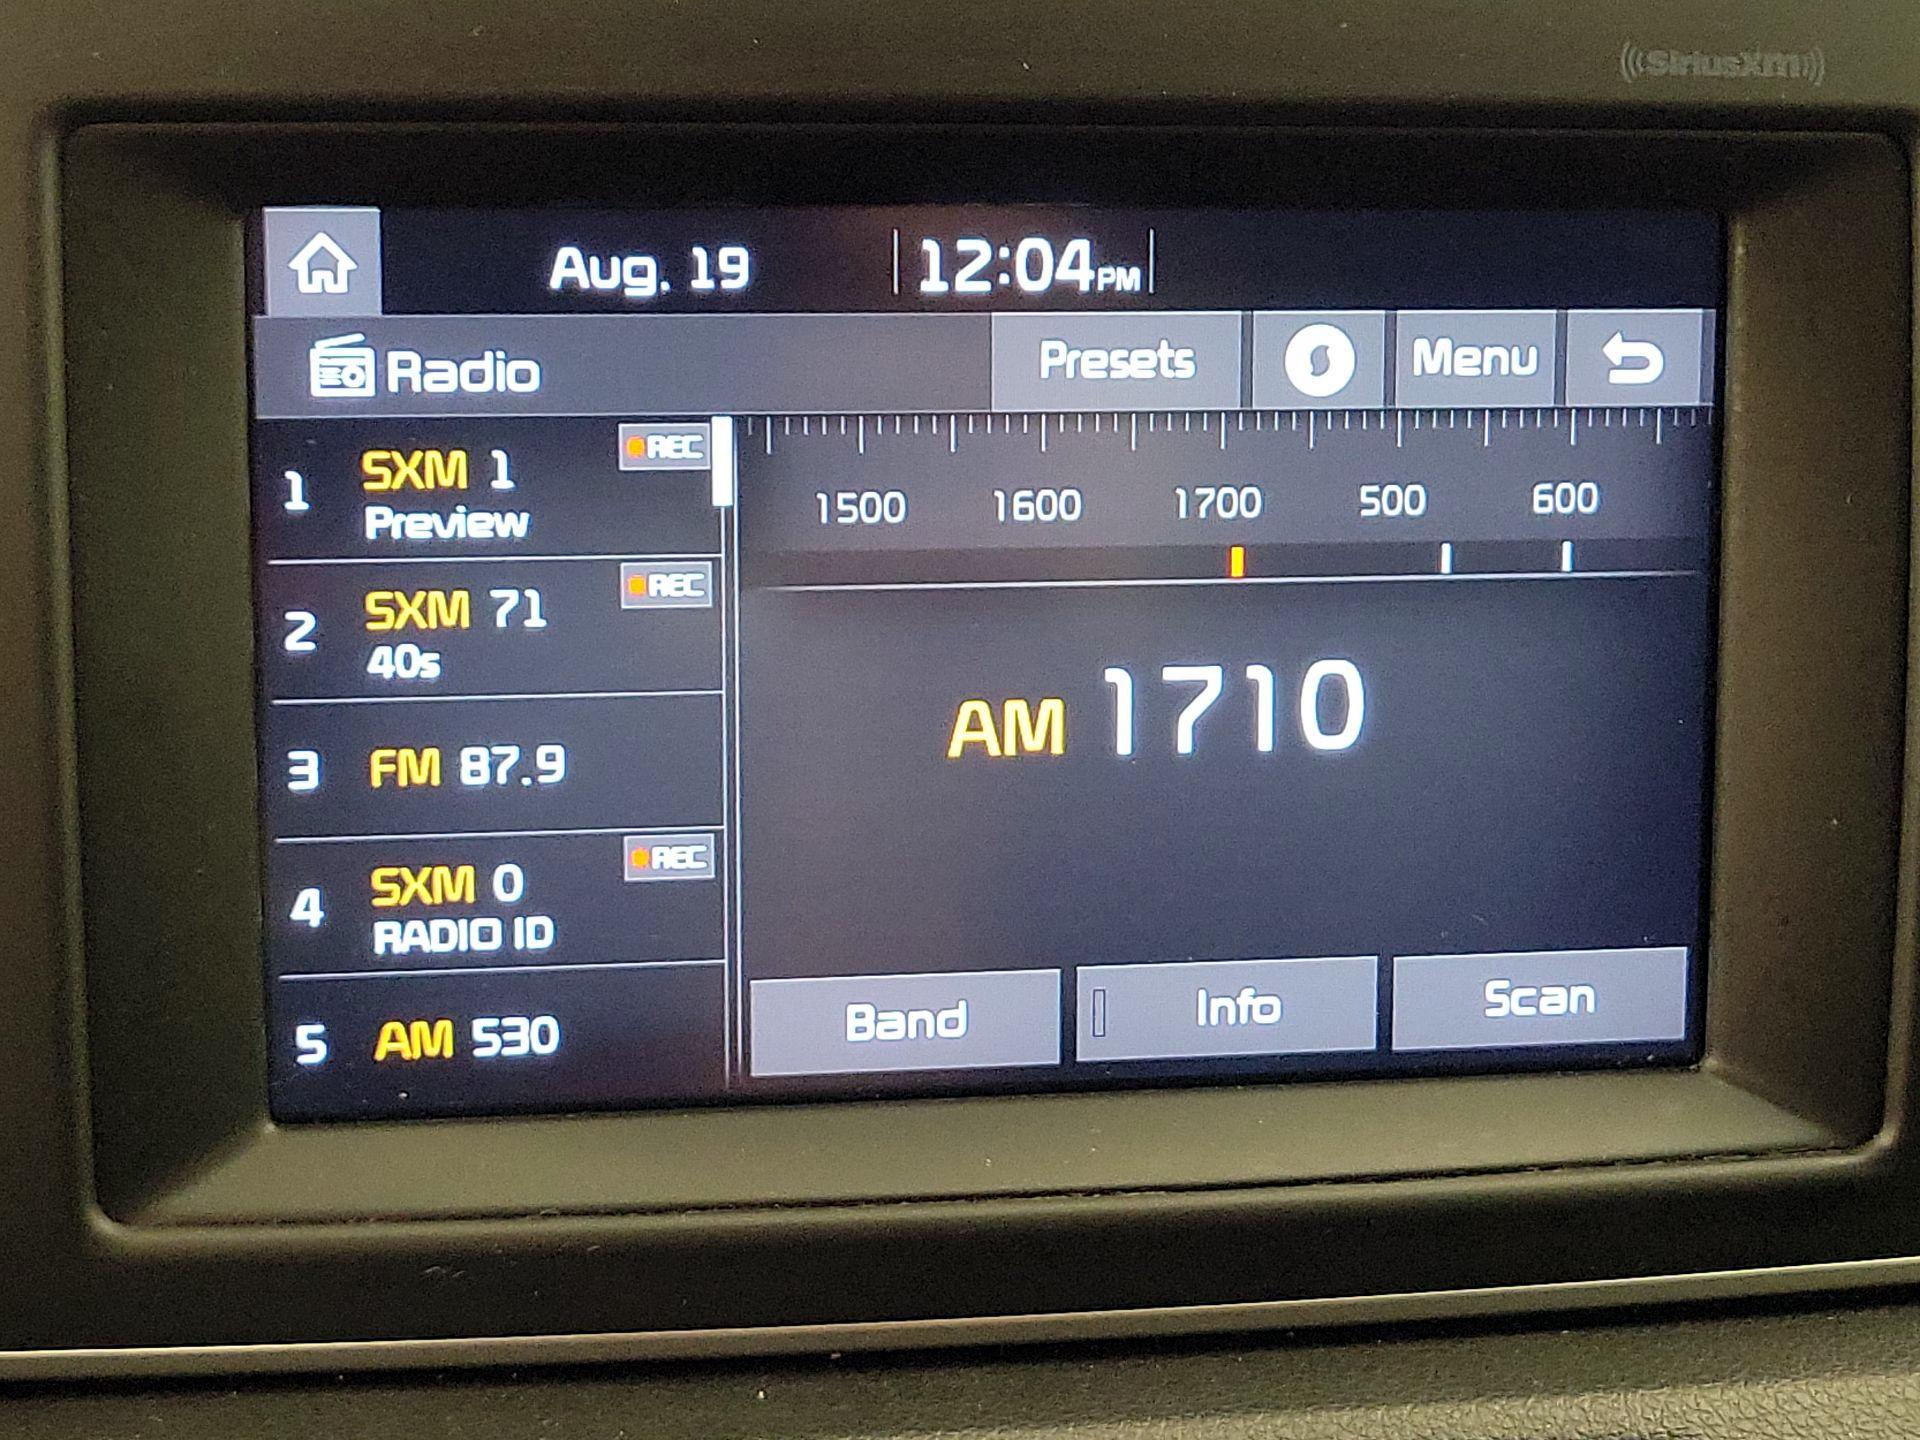 ((SiriusXm))
Aug. 19 12:04PM
Radio Presets Menu
1 SXM 1 REC
Preview
2 SXM 71 REC
40s
3 FM 87.9
4 SXM 0 REC
RADIO ID
5 AM 530
1500 1600 1700 500 600
AM 1710
Band Info Scan